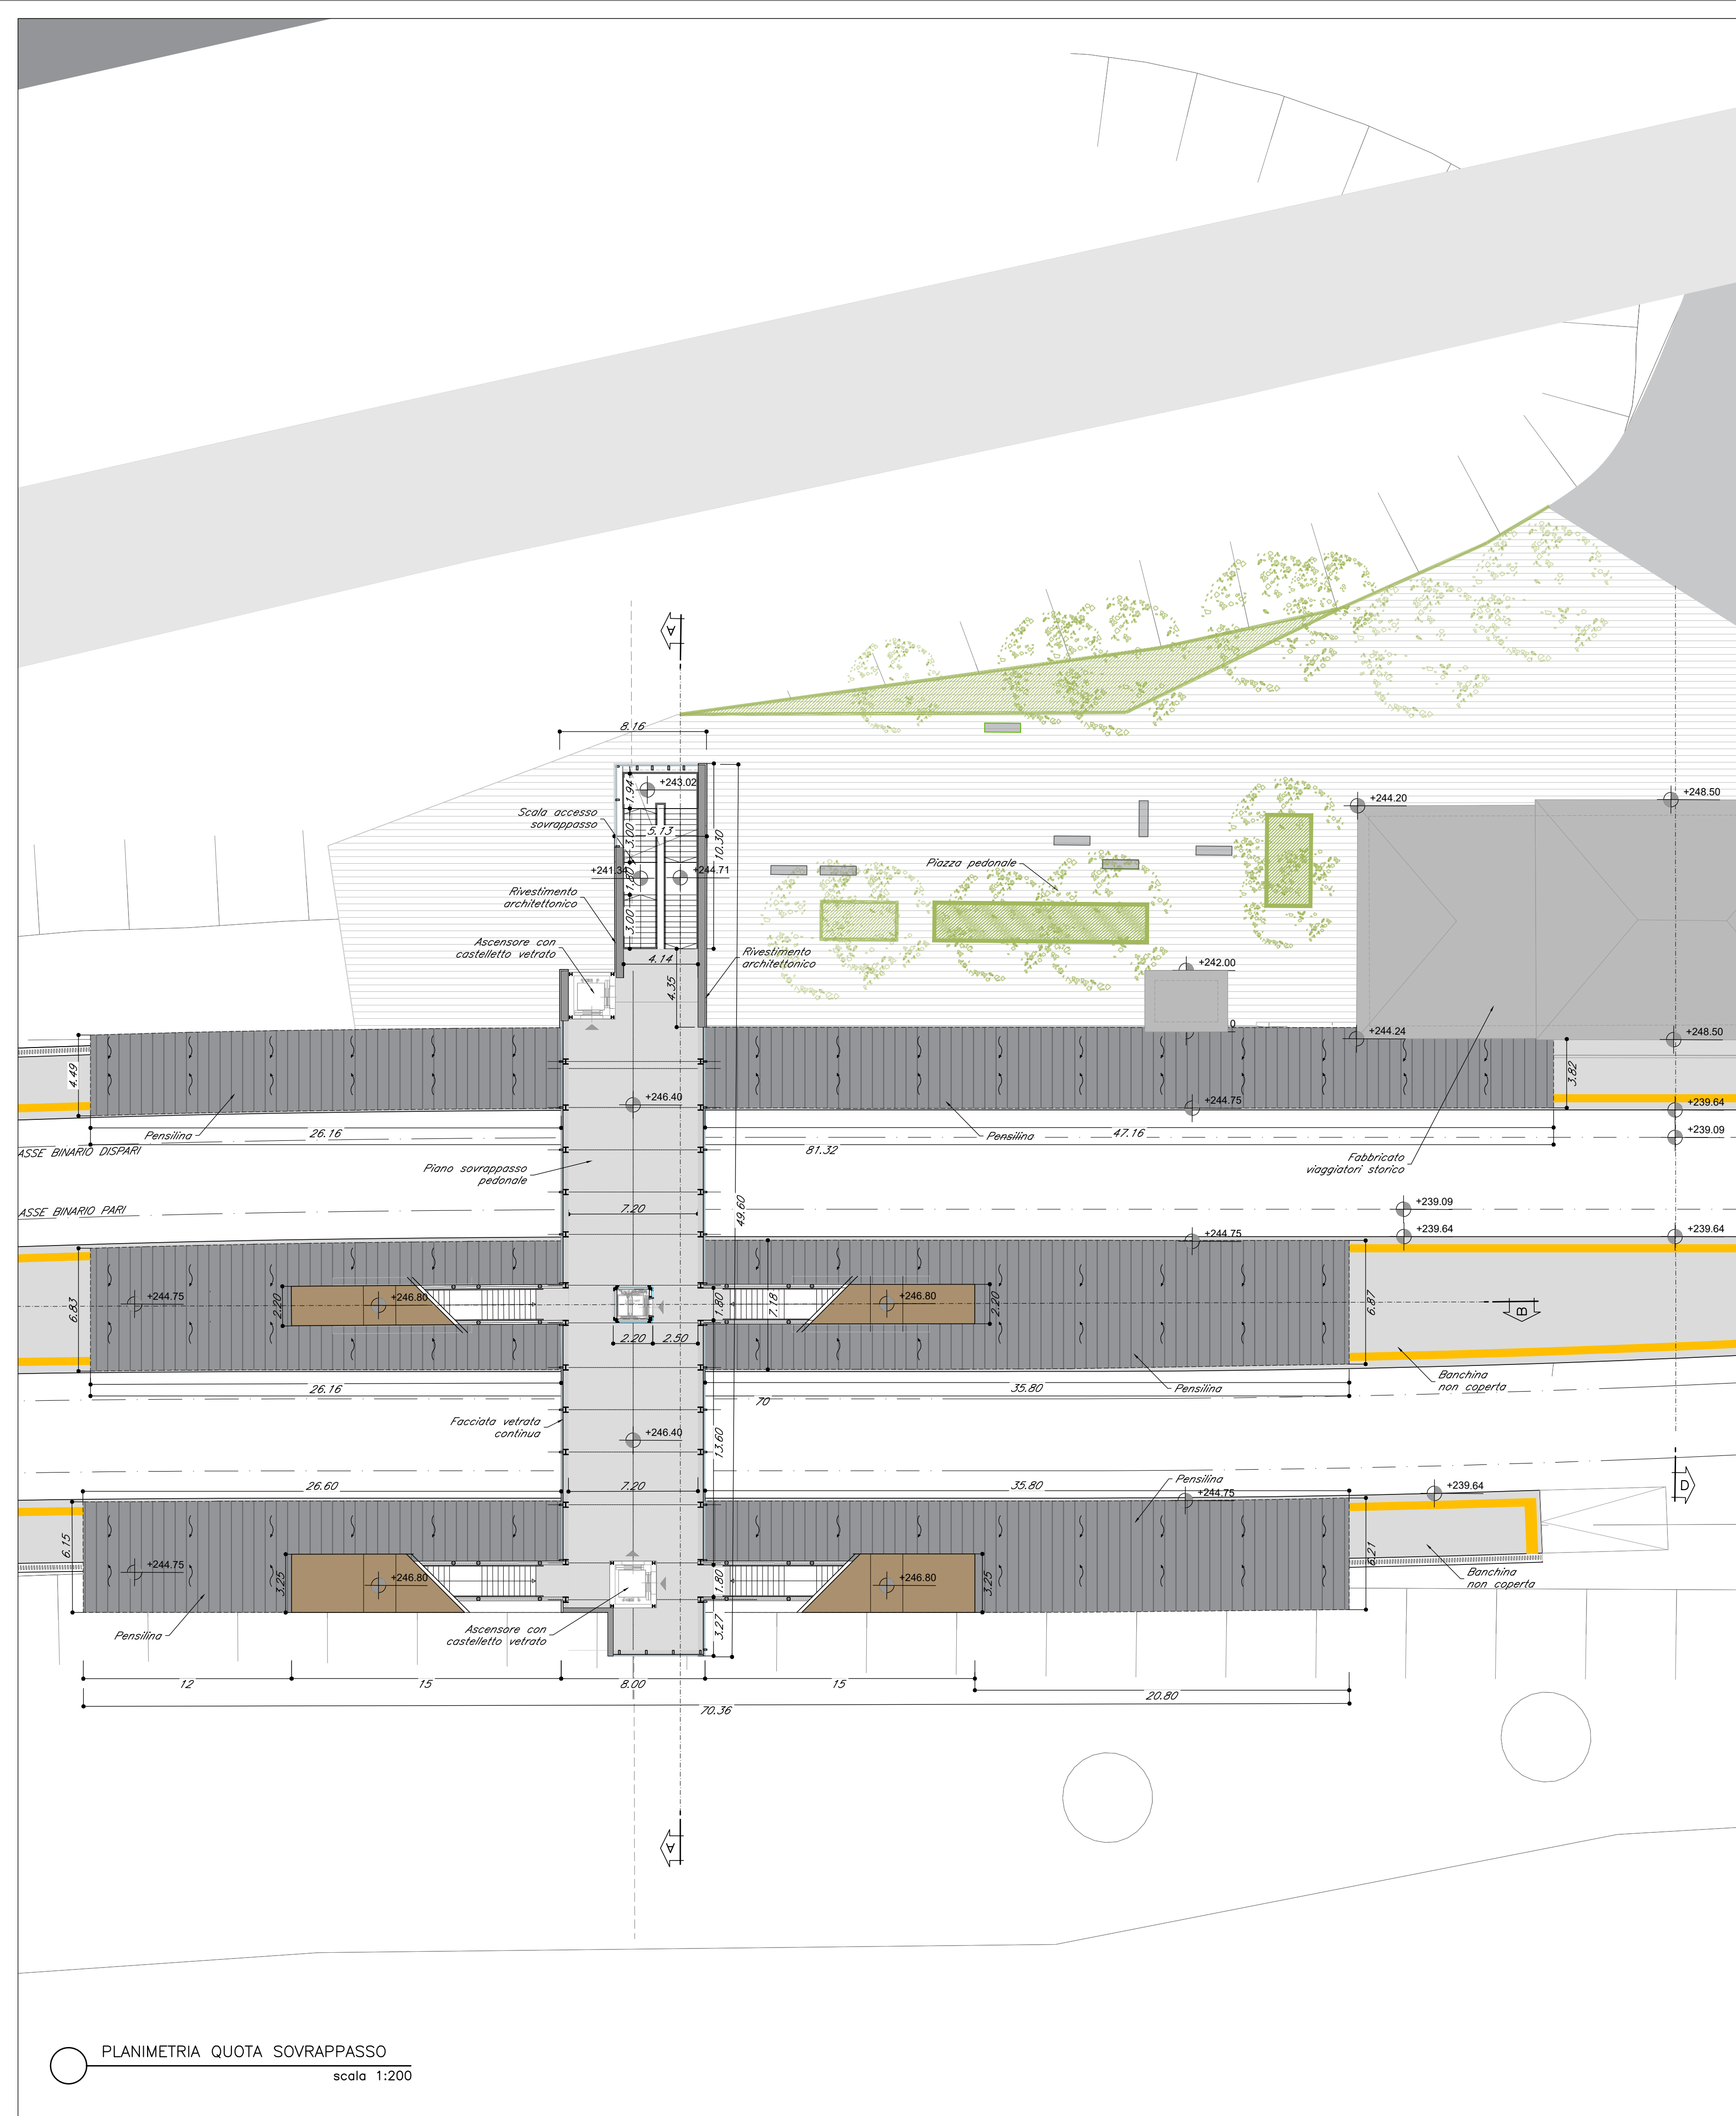 A
8.16
+243.02
1.94
Scala accesso
sovrappasso
3.00
5.13
10.30
+241.34
1.80
+244.71
Rivestimento
architettonico
3.00
Ascensore con
castelletto vetrato
4.14
4.35
Rivestimento
architettonico
Piazza pedonale
+242.00
0
+244.20
+248.50
+244.24
+248.50
4.49
3.82
+246.40
+244.75
+239.64
Pensilina
26.16
Pensilina
47.16
+239.09
ASSE BINARIO DISPARI
81.32
Piano sovrappasso
pedonale
Fabbricato
viaggiatori storico
ASSE BINARIO PARI
7.20
49.60
+239.09
+244.75
+239.64
+239.64
6.83
+244.75
2.20
+246.80
1.80
7.18
+246.80
2.20
6.87
B
2.20
2.50
26.16
35.80
Pensilina
Banchina
non coperta
70
Facciata vetrata
continua
+246.40
13.60
26.60
7.20
35.80
Pensilina
+244.75
+239.64
D
6.15
+244.75
3.25
+246.80
1.80
+246.80
3.25
6.21
Banchina
non coperta
Pensilina
Ascensore con
castelletto vetrato
3.27
12
15
8.00
15
20.80
70.36
A
PLANIMETRIA QUOTA SOVRAPPASSO
scala 1:200